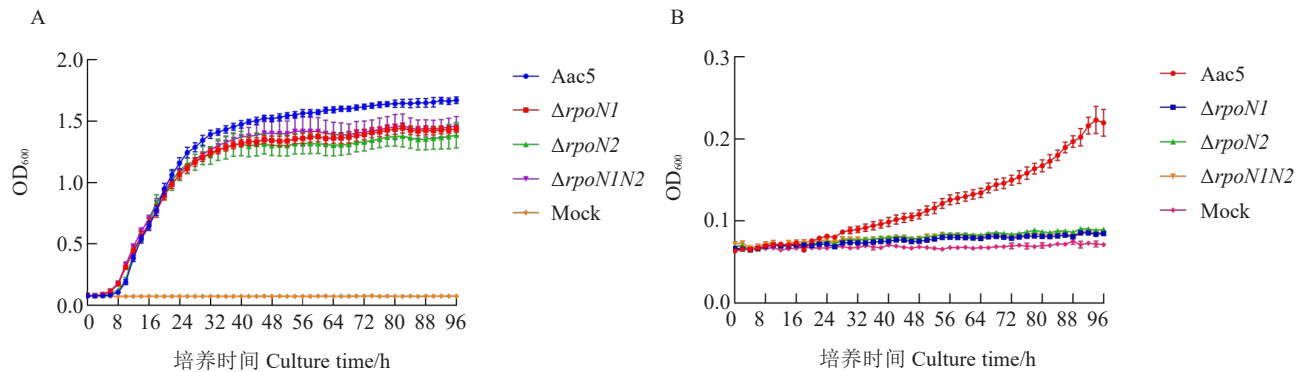 A
2.0
1.5
1.0
0.5
0.0
OD₆₀₀
0 8 16 24 32 40 48 56 64 72 80 88 96
培养时间 Culture time/h
Aac5
ΔrpoN1
ΔrpoN2
ΔrpoN1N2
Mock
B
0.3
0.2
0.1
0.0
OD₆₀₀
0 8 16 24 32 40 48 56 64 72 80 88 96
培养时间 Culture time/h
Aac5
ΔrpoN1
ΔrpoN2
ΔrpoN1N2
Mock